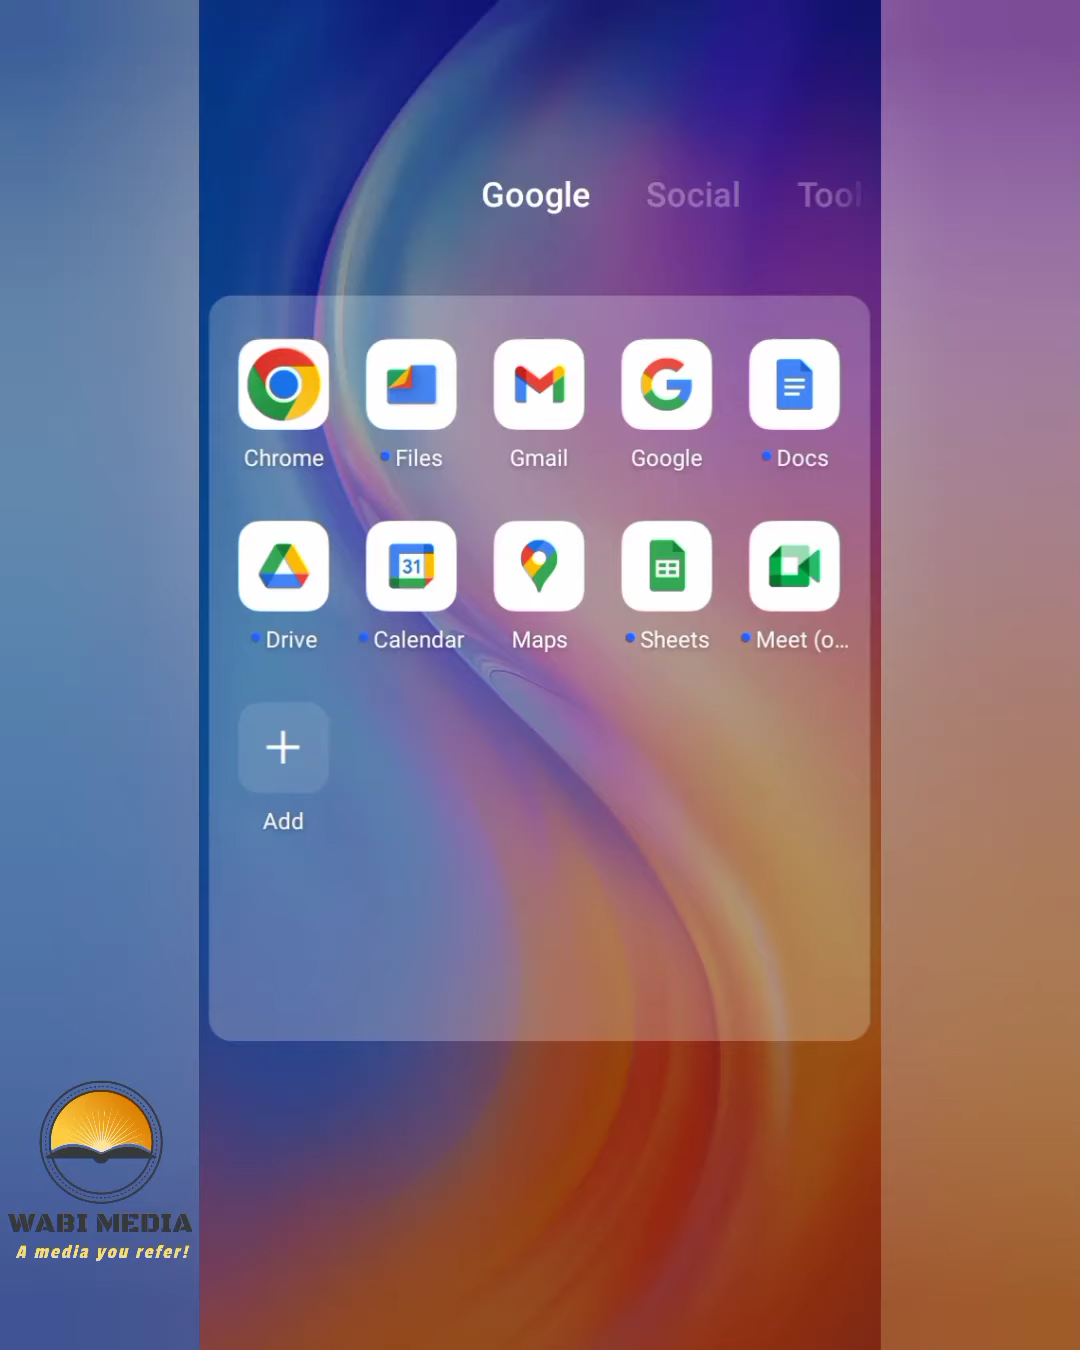 Google Social Tool
Chrome Files Gmail Google Docs
31
Drive Calendar Maps Sheets Meet (o...
Add
WABI MEDIA
A media you refer!